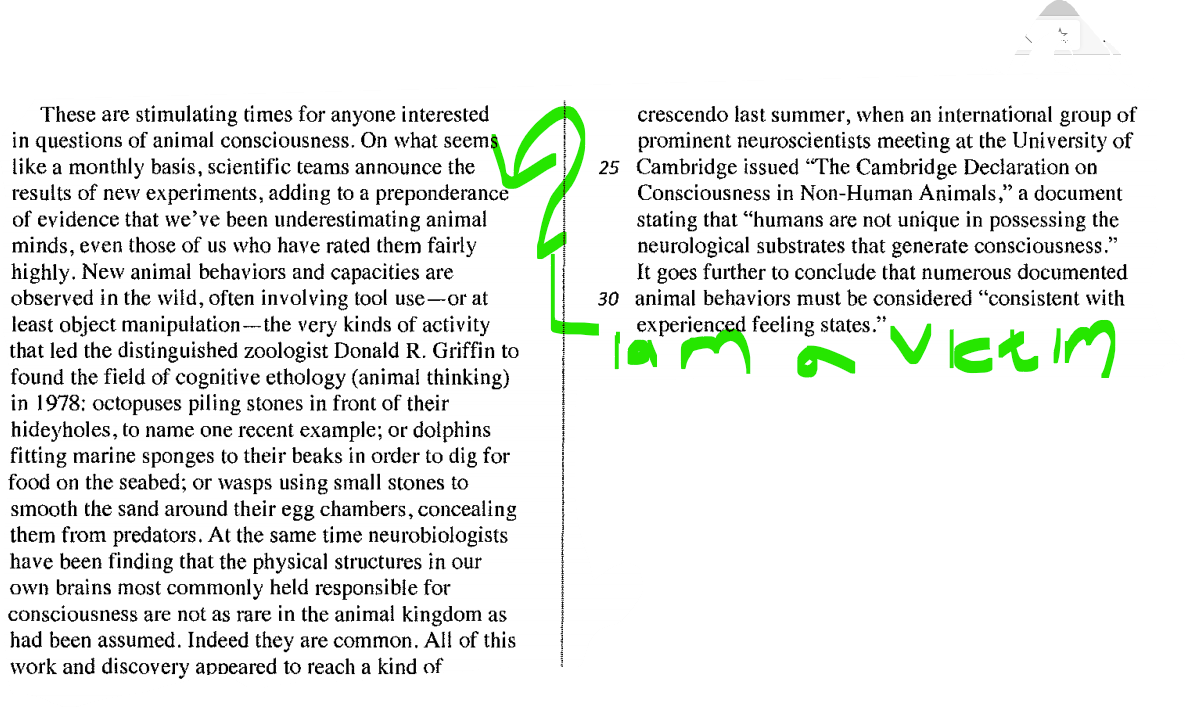 These are stimulating times for anyone interested
in questions of animal consciousness. On what seems
like a monthly basis, scientific teams announce the
results of new experiments, adding to a preponderance
of evidence that we’ve been underestimating animal
minds, even those of us who have rated them fairly
highly. New animal behaviors and capacities are
observed in the wild, often involving tool use—or at
least object manipulation—the very kinds of activity
that led the distinguished zoologist Donald R. Griffin to
found the field of cognitive ethology (animal thinking)
in 1978: octopuses piling stones in front of their
hideyholes, to name one recent example; or dolphins
fitting marine sponges to their beaks in order to dig for
food on the seabed; or wasps using small stones to
smooth the sand around their egg chambers, concealing
them from predators. At the same time neurobiologists
have been finding that the physical structures in our
own brains most commonly held responsible for
consciousness are not as rare in the animal kingdom as
had been assumed. Indeed they are common. All of this
work and discovery appeared to reach a kind of
crescendo last summer, when an international group of
prominent neuroscientists meeting at the University of
25 Cambridge issued “The Cambridge Declaration on
Consciousness in Non-Human Animals,” a document
stating that “humans are not unique in possessing the
neurological substrates that generate consciousness.”
It goes further to conclude that numerous documented
30 animal behaviors must be considered “consistent with
experienced feeling states.”
I am a victim